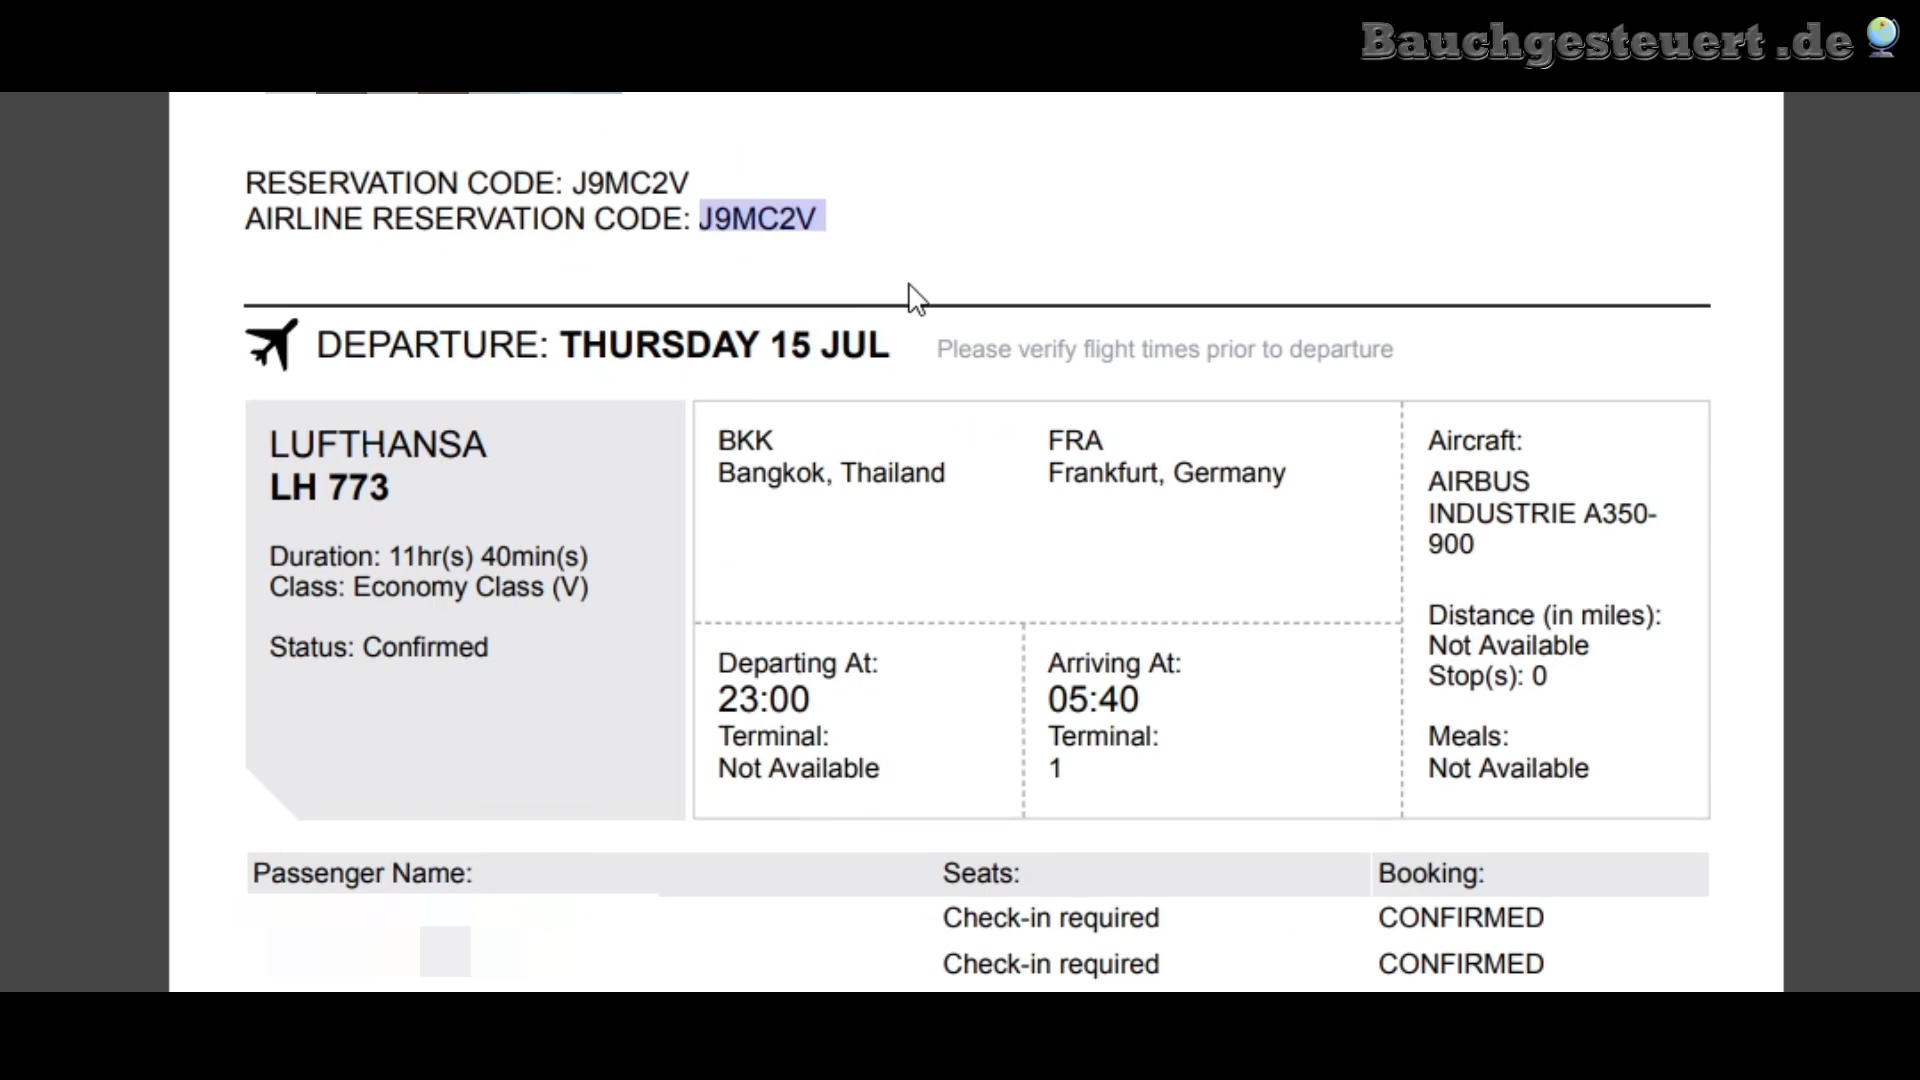 Bauchgesteuert .de
RESERVATION CODE: J9MC2V
AIRLINE RESERVATION CODE: J9MC2V
DEPARTURE: THURSDAY 15 JUL Please verify flight times prior to departure
LUFTHANSA
LH 773
Duration: 11hr(s) 40min(s)
Class: Economy Class (V)
Status: Confirmed
BKK
Bangkok, Thailand
FRA
Frankfurt, Germany
Departing At:
23:00
Terminal:
Not Available
Arriving At:
05:40
Terminal:
1
Aircraft:
AIRBUS
INDUSTRIE A350-
900
Distance (in miles):
Not Available
Stop(s): 0
Meals:
Not Available
Passenger Name: Seats: Booking:
Check-in required CONFIRMED
Check-in required CONFIRMED